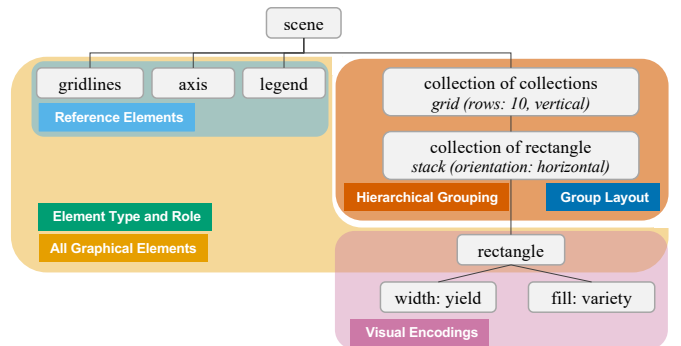 scene
gridlines
axis
legend
Reference Elements
collection of collections
grid (rows: 10, vertical)
collection of rectangle
stack (orientation: horizontal)
Hierarchical Grouping
Group Layout
Element Type and Role
All Graphical Elements
rectangle
width: yield
fill: variety
Visual Encodings